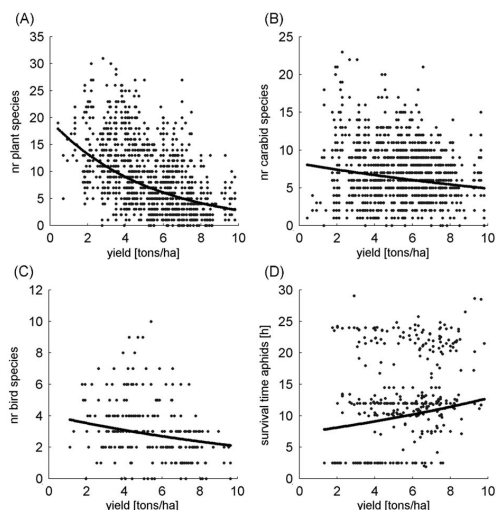 (A)
nr plant species
35
30
25
20
15
10
5
0
0 2 4 6 8 10
yield [tons/ha]
(B)
nr carabid species
25
20
15
10
5
0
0 2 4 6 8 10
yield [tons/ha]
(C)
nr bird species
12
10
8
6
4
2
0
0 2 4 6 8 10
yield [tons/ha]
(D)
survival time aphids [h]
30
25
20
15
10
5
0
0 2 4 6 8 10
yield [tons/ha]